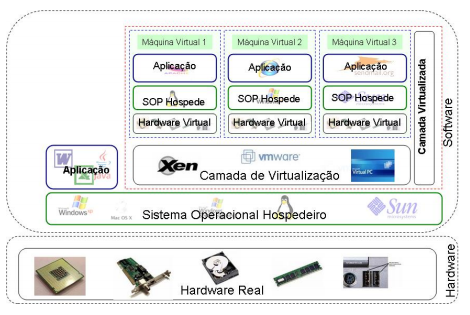 Máquina Virtual 1
Máquina Virtual 2
Máquina Virtual 3
Aplicação
Aplicação
Aplicação
SOP Hospede
SOP Hospede
SOP Hospede
Hardware Virtual
Hardware Virtual
Hardware Virtual
Camada Virtualizada
Software
Xen
vmware
Virtual PC
Camada de Virtualização
Aplicação
Windows
Mac OS X
Sun
Sistema Operacional Hospedeiro
Hardware Real
Hardware